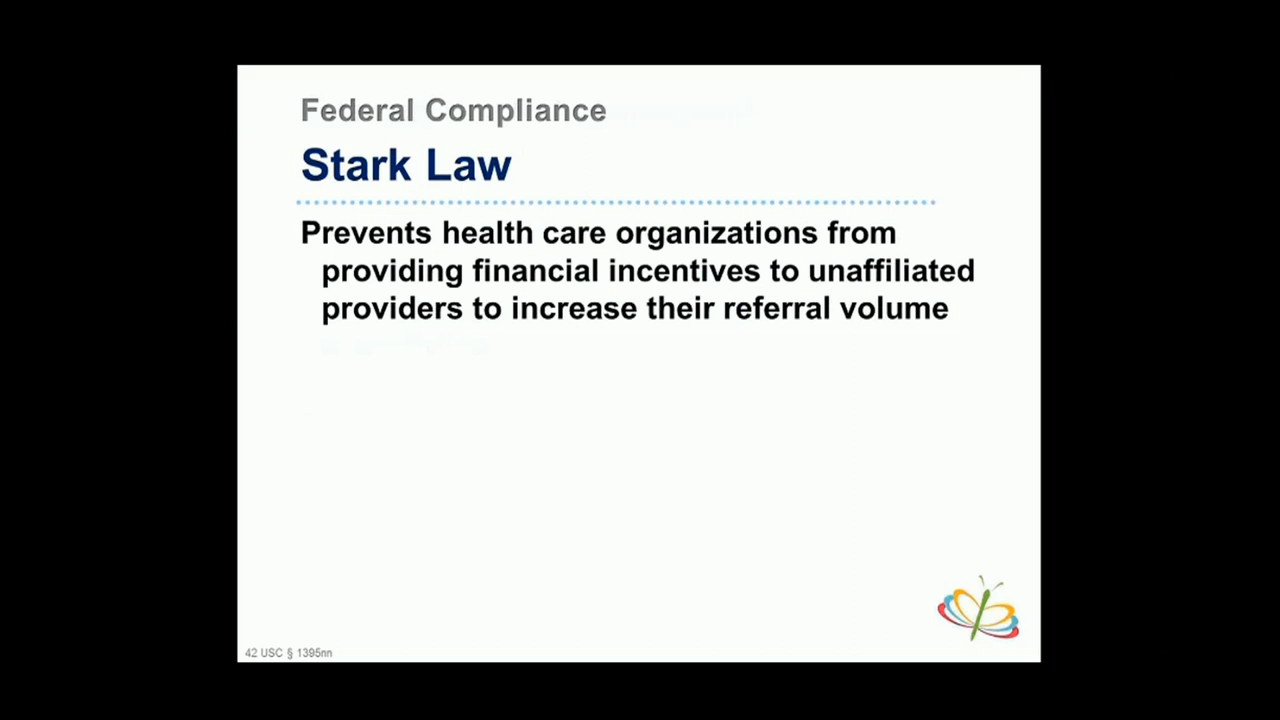 Federal Compliance
Stark Law
Prevents health care organizations from
providing financial incentives to unaffiliated
providers to increase their referral volume
42 USC § 1395nn